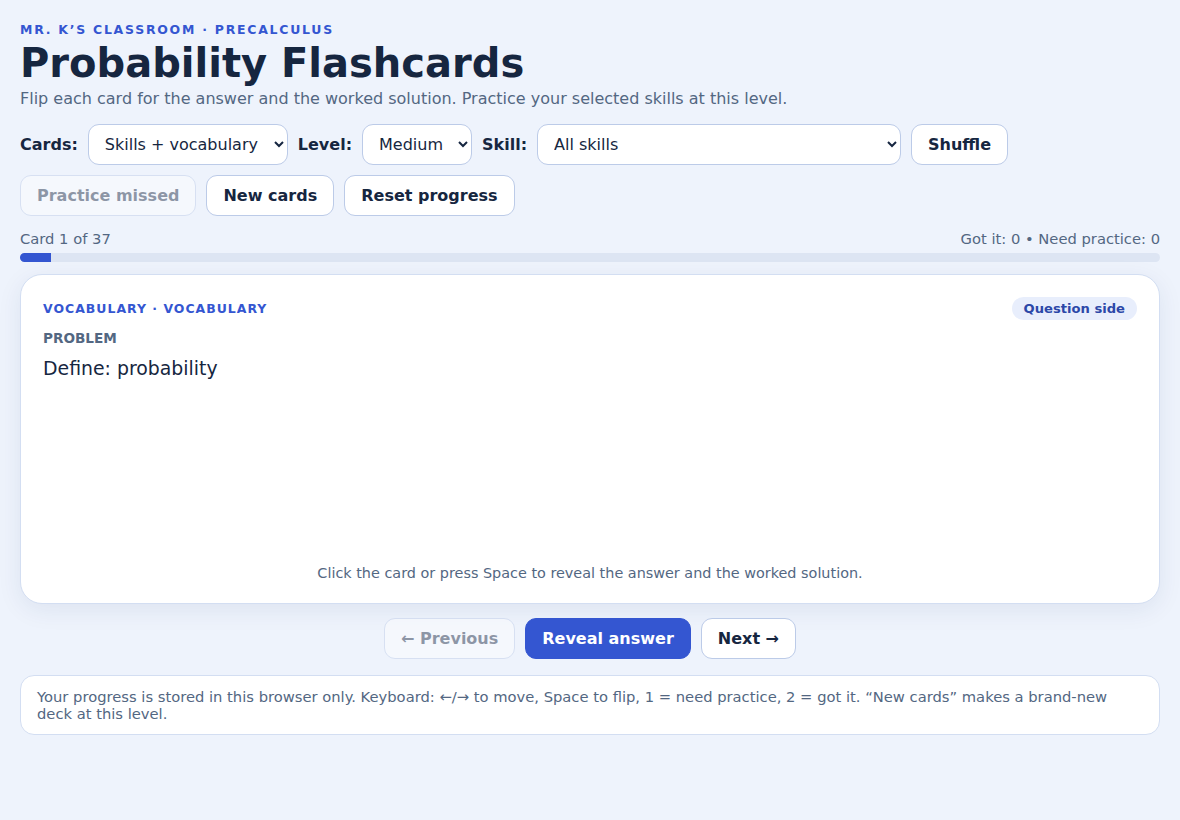 MR. K’S CLASSROOM · PRECALCULUS
Probability Flashcards
Flip each card for the answer and the worked solution. Practice your selected skills at this level.
Cards: Skills + vocabulary Level: Medium Skill: All skills Shuffle
Practice missed New cards Reset progress
Card 1 of 37 Got it: 0 • Need practice: 0
VOCABULARY · VOCABULARY Question side
PROBLEM
Define: probability
Click the card or press Space to reveal the answer and the worked solution.
← Previous Reveal answer Next →
Your progress is stored in this browser only. Keyboard: ←/→ to move, Space to flip, 1 = need practice, 2 = got it. “New cards” makes a brand-new
deck at this level.